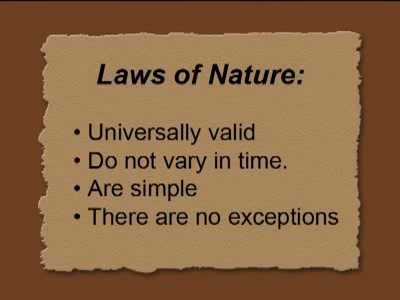 Laws of Nature:
• Universally valid
• Do not vary in time.
• Are simple
• There are no exceptions